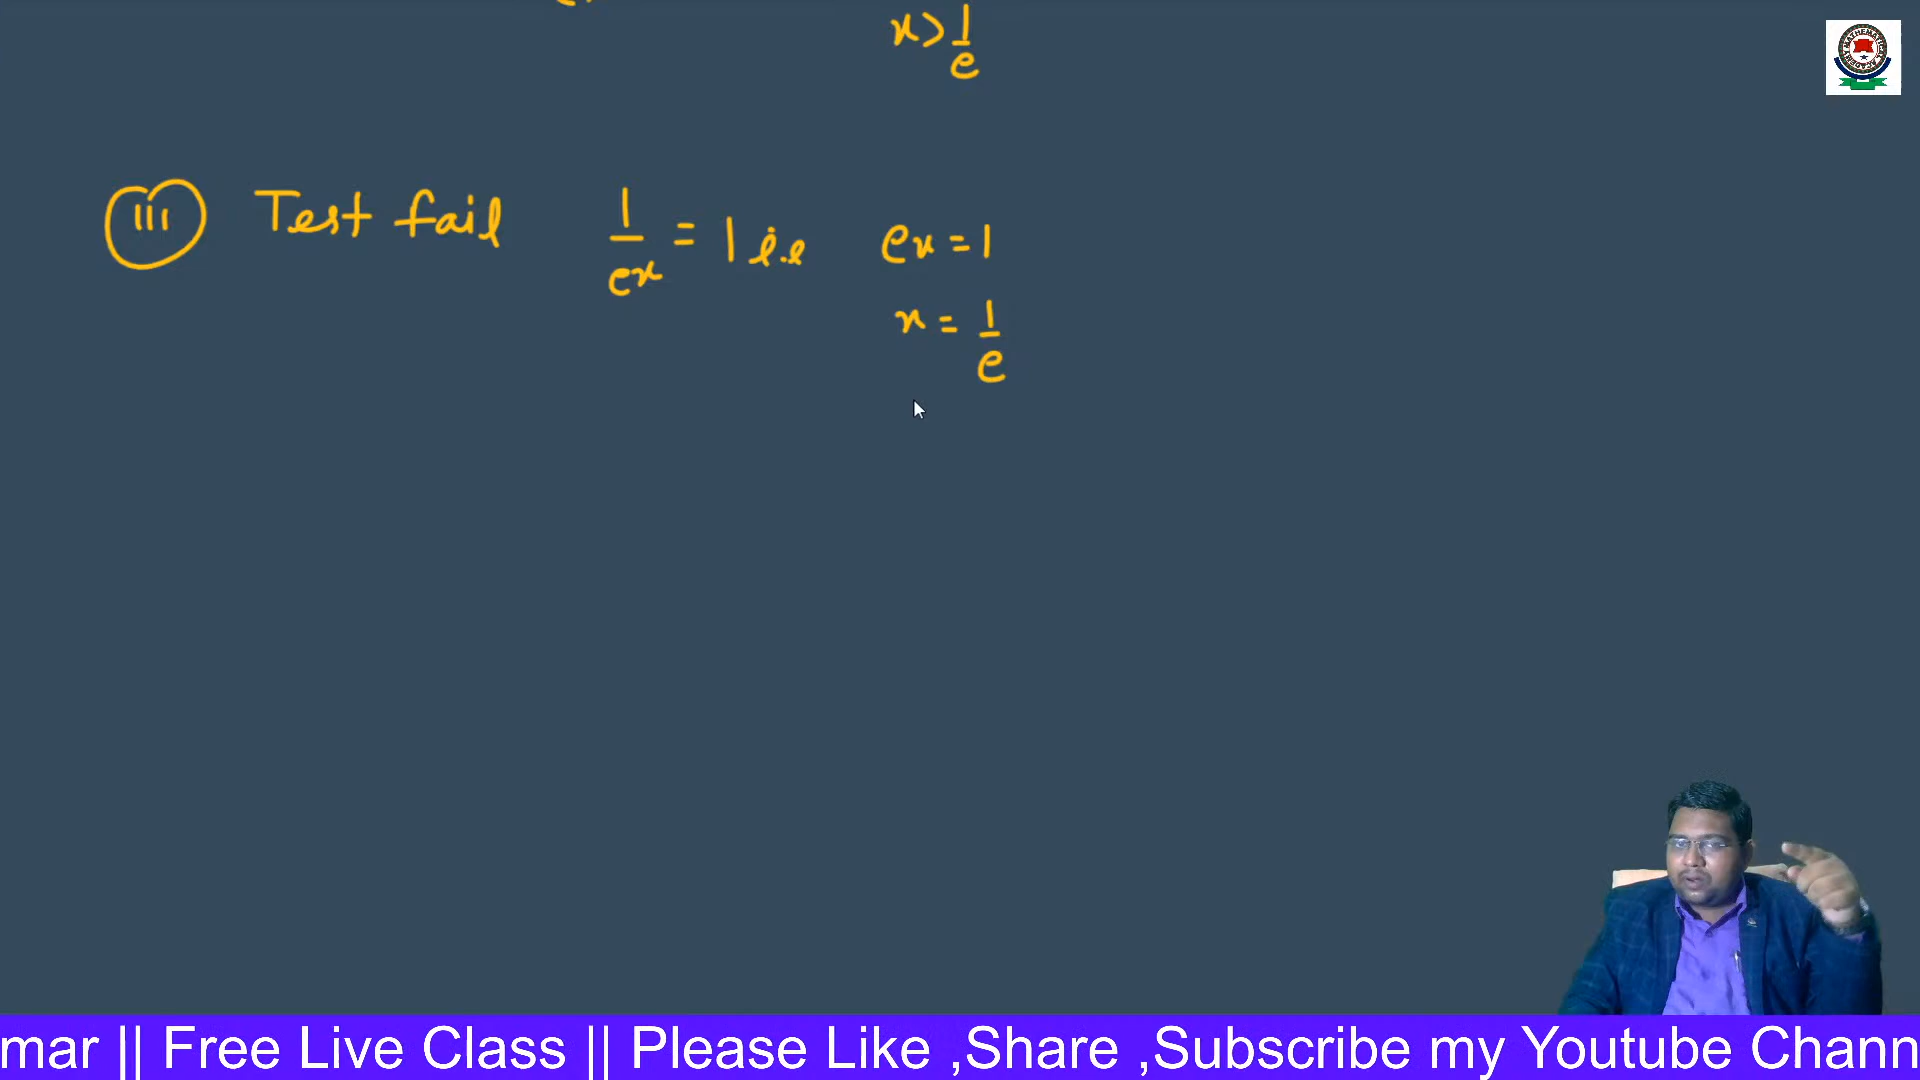 x > 1/e
iii Test fail 1/ex = 1 i.e ex = 1
x = 1/e
mar || Free Live Class || Please Like ,Share ,Subscribe my Youtube Chann